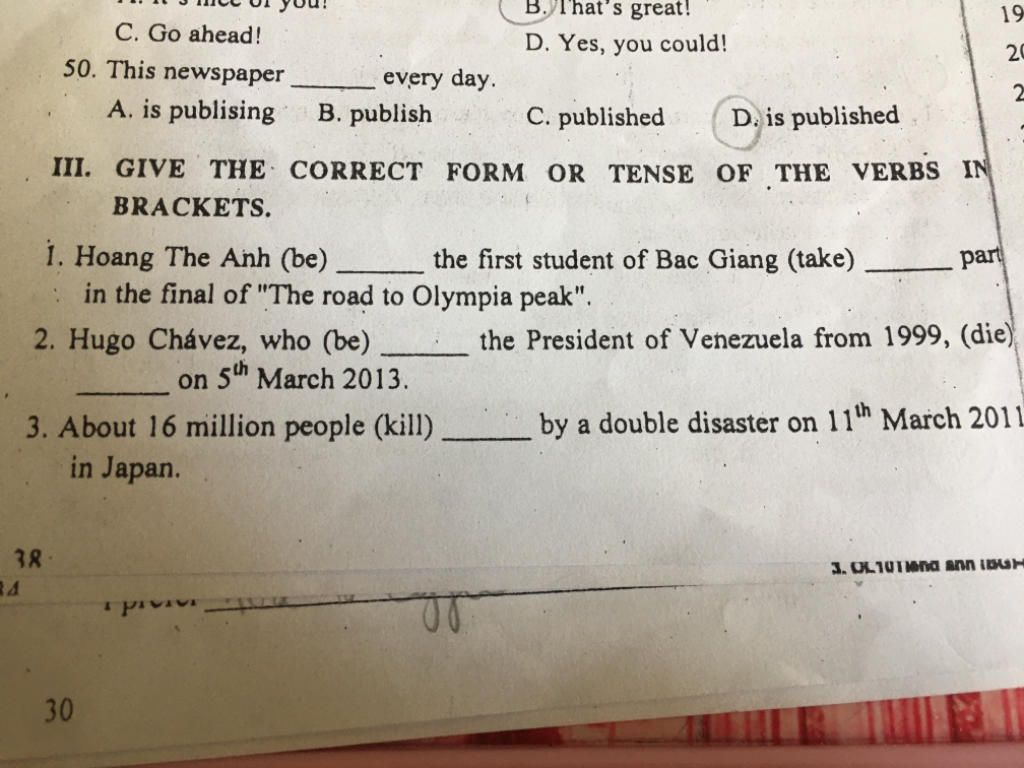 B. That's great!
C. Go ahead!
D. Yes, you could!
50. This newspaper ______ every day.
A. is publising B. publish C. published D. is published
III. GIVE THE CORRECT FORM OR TENSE OF THE VERBS IN
BRACKETS.
1. Hoang The Anh (be) ______ the first student of Bac Giang (take) ______ part
in the final of "The road to Olympia peak".
2. Hugo Chávez, who (be) ______ the President of Venezuela from 1999, (die)
______ on 5th March 2013.
3. About 16 million people (kill) ______ by a double disaster on 11th March 2011
in Japan.
38
30
19